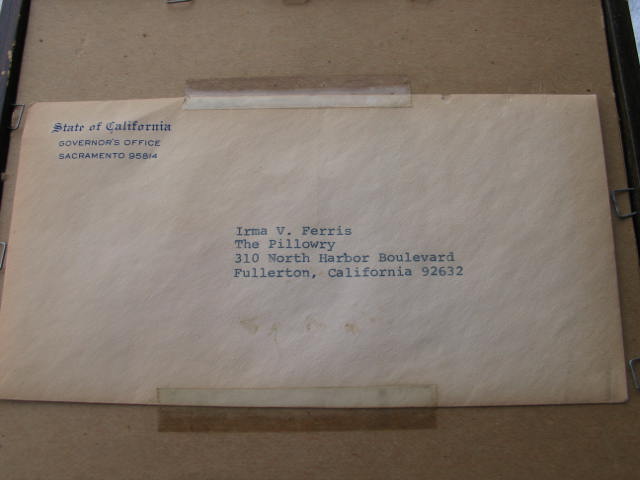 State of California
GOVERNOR'S OFFICE
SACRAMENTO 95814
Irma V. Ferris
The Pillowry
310 North Harbor Boulevard
Fullerton, California 92632